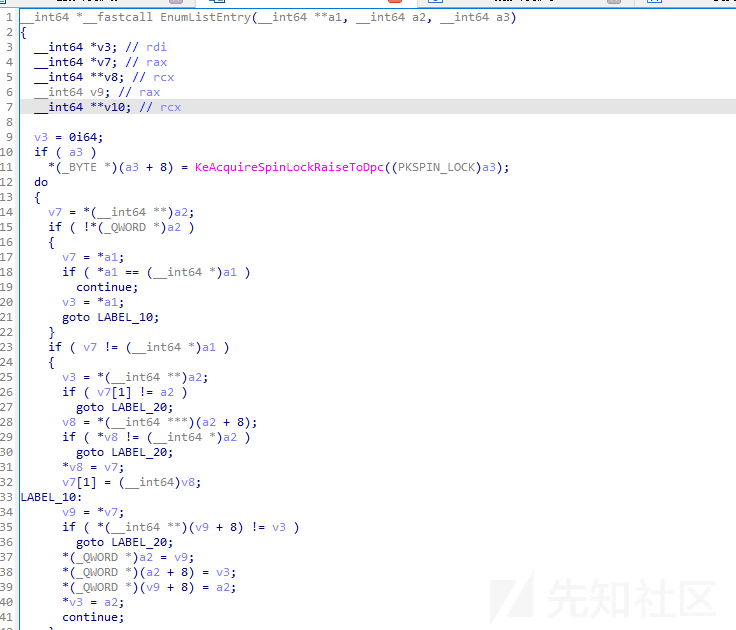 1 __int64 *__fastcall EnumListEntry(__int64 **a1, __int64 a2, __int64 a3)
2 {
3   __int64 *v3; // rdi
4   __int64 *v7; // rax
5   __int64 **v8; // rcx
6   __int64 v9; // rax
7   __int64 **v10; // rcx
8
9   v3 = 0i64;
10   if ( a3 )
11     *(_BYTE *)(a3 + 8) = KeAcquireSpinLockRaiseToDpc((PKSPIN_LOCK)a3);
12   do
13   {
14     v7 = *(__int64 **)a2;
15     if ( !*(_QWORD *)a2 )
16     {
17       v7 = *a1;
18       if ( *a1 == (__int64 *)a1 )
19         continue;
20       v3 = *a1;
21       goto LABEL_10;
22     }
23     if ( v7 != (__int64 *)a1 )
24     {
25       v3 = *(__int64 **)a2;
26       if ( v7[1] != a2 )
27         goto LABEL_20;
28       v8 = *(__int64 ***)(a2 + 8);
29       if ( *v8 != (__int64 *)a2 )
30         goto LABEL_20;
31       *v8 = v7;
32       v7[1] = (__int64)v8;
33 LABEL_10:
34       v9 = *v7;
35       if ( *(__int64 **)(v9 + 8) != v3 )
36         goto LABEL_20;
37       *(_QWORD *)a2 = v9;
38       *(_QWORD *)(a2 + 8) = v3;
39       *(_QWORD *)(v9 + 8) = a2;
40       *v3 = a2;
41       continue;
先知社区